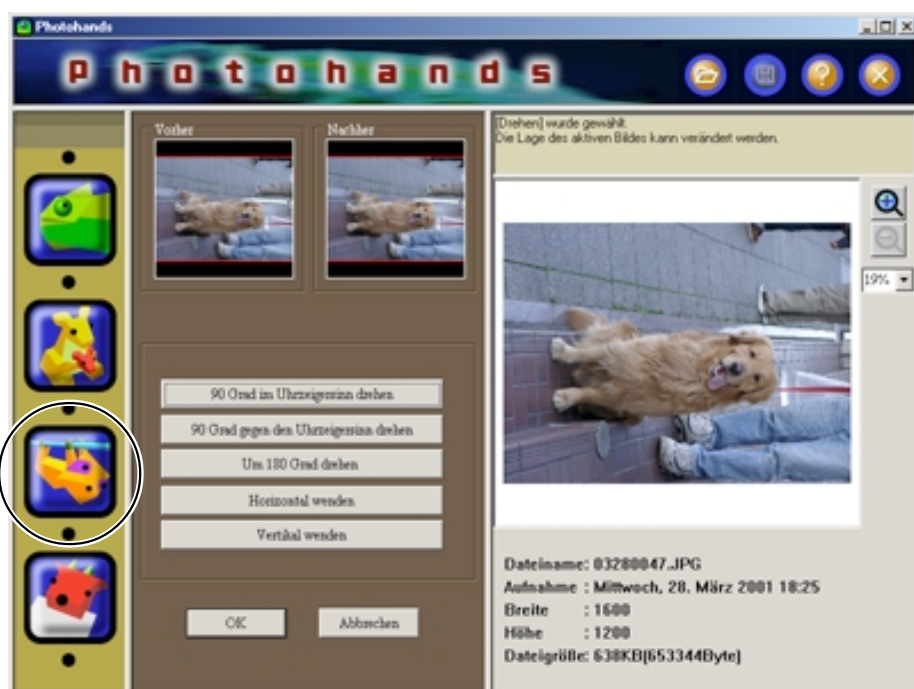 Photohands
Photohands
Vorher
Nachher
[Drehen] wurde gewählt.
Die Lage des aktiven Bildes kann verändert werden.
19%
90 Grad im Uhrzeigersinn drehen
90 Grad gegen den Uhrzeigersinn drehen
Um 180 Grad drehen
Horizontal wenden
Vertikal wenden
OK
Abbrechen
Dateiname: 03280047.JPG
Aufnahme : Mittwoch, 28. März 2001 18:25
Breite : 1600
Höhe : 1200
Dateigröße: 638KB(653344Byte)